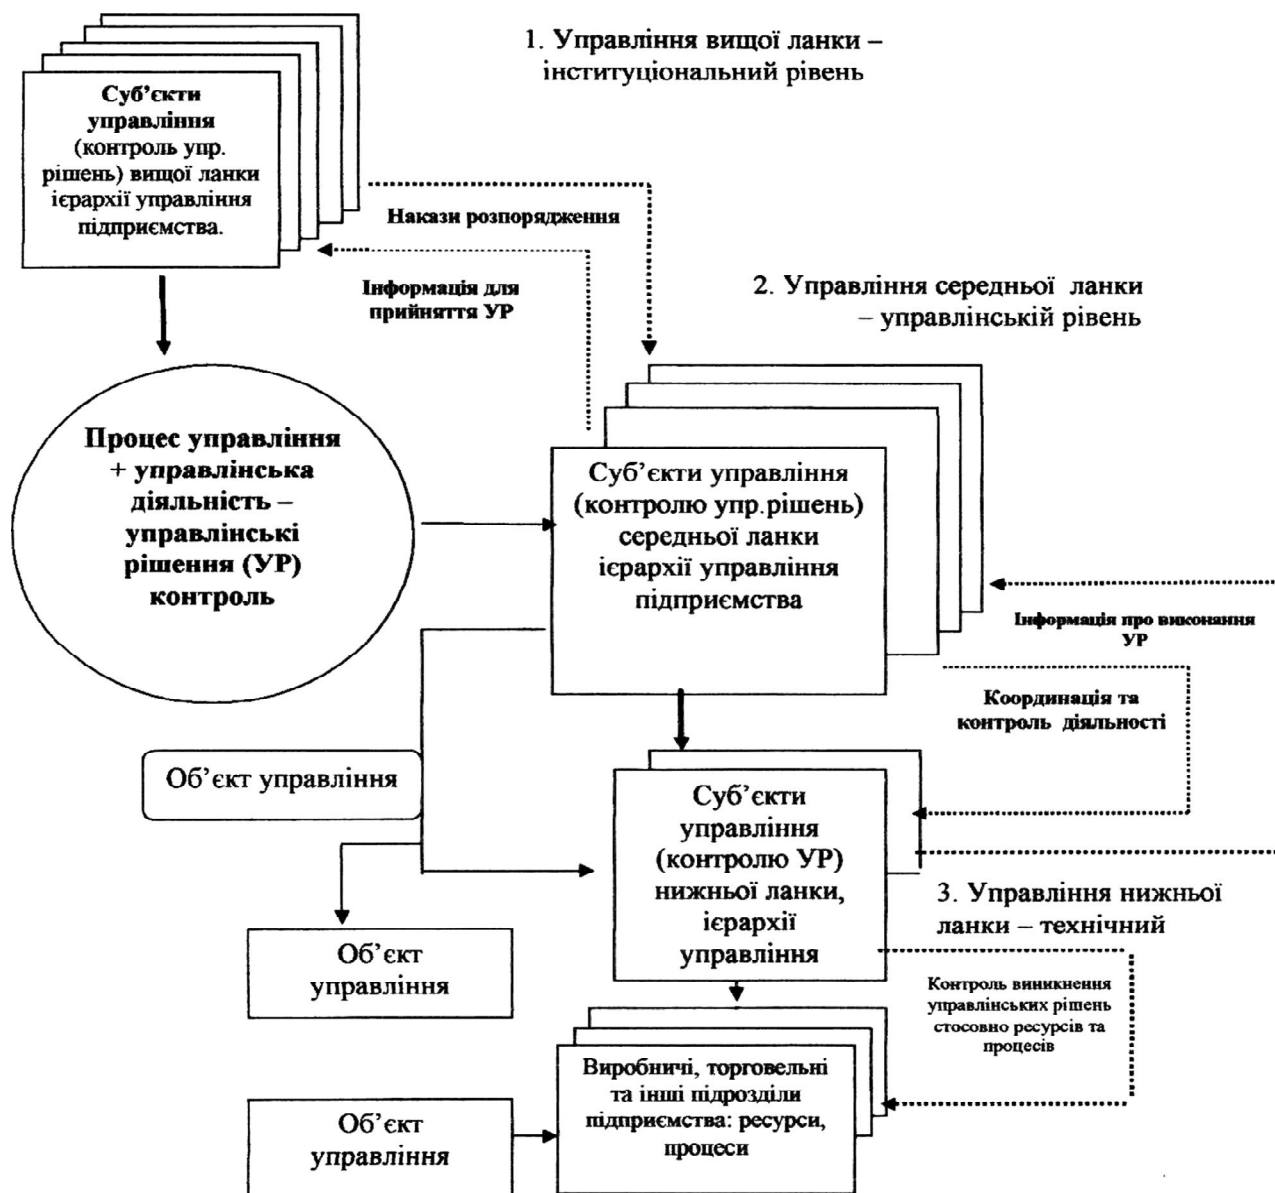 1. Управління вищої ланки –
інституціональний рівень
Суб’єкти
управління
(контроль упр.
рішень) вищої ланки
ієрархії управління
підприємства.
Накази розпорядження
Інформація для
прийняття УР
2. Управління середньої ланки
– управлінській рівень
Процес управління
+ управлінська
діяльність –
управлінські
рішення (УР)
контроль
Суб’єкти управління
(контролю упр.рішень)
середньої ланки
ієрархії управління
підприємства
Інформація про виконання
УР
Координація та
контроль діяльності
Об’єкт управління
Суб’єкти
управління
(контролю УР)
нижньої ланки,
ієрархії
управління
3. Управління нижньої
ланки – технічний
Об’єкт
управління
Контроль виникнення
управлінських рішень
стосовно ресурсів та
процесів
Виробничі, торговельні
та інші підрозділи
підприємства: ресурси,
процеси
Об’єкт
управління